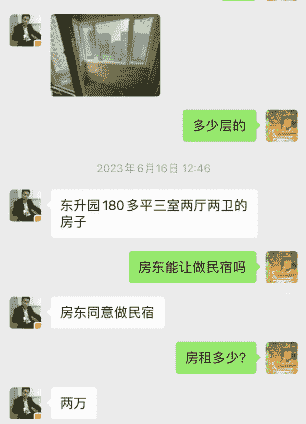 多少层的
2023年6月16日 12:46
东升园180多平三室两厅两卫的
房子
房东能让做民宿吗
房东同意做民宿
房租多少?
两万